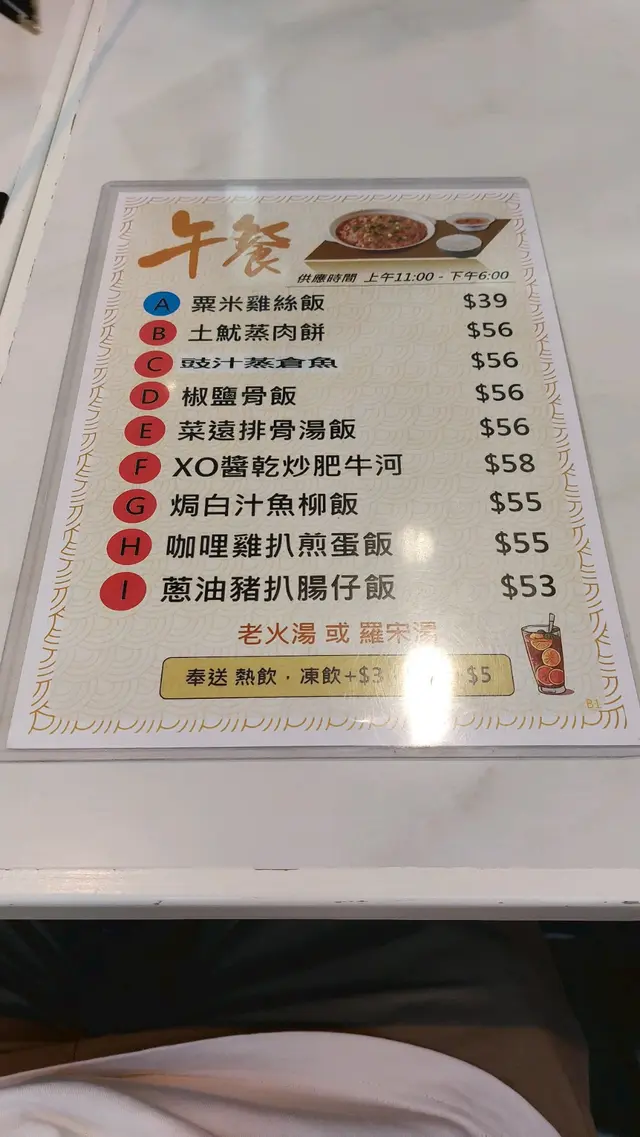 午餐
供應時間 上午11:00 - 下午6:00
A 粟米雞絲飯 $39
B 土魷蒸肉餅 $56
C 豉汁蒸倉魚 $56
D 椒鹽骨飯 $56
E 菜遠排骨湯飯 $56
F XO醬乾炒肥牛河 $58
G 焗白汁魚柳飯 $55
H 咖哩雞扒煎蛋飯 $55
I 蔥油豬扒腸仔飯 $53
老火湯 或 羅宋湯
奉送 熱飲，凍飲+$3 $5
B1